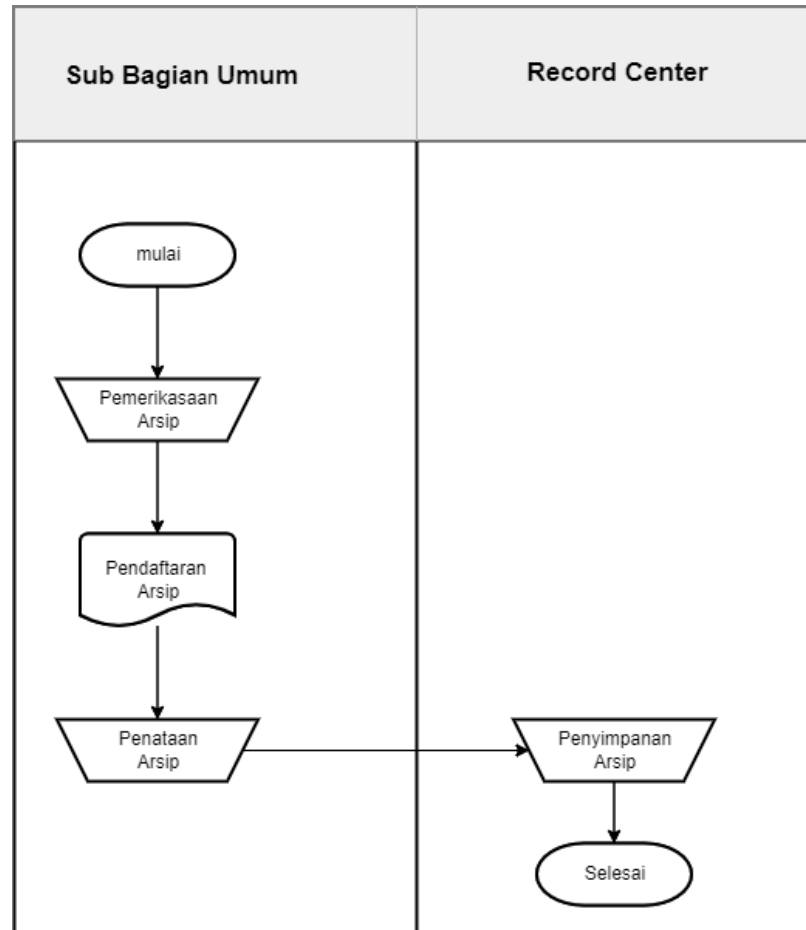 Sub Bagian Umum
Record Center
mulai
Pemerikasaan
Arsip
Pendaftaran
Arsip
Penataan
Arsip
Penyimpanan
Arsip
Selesai